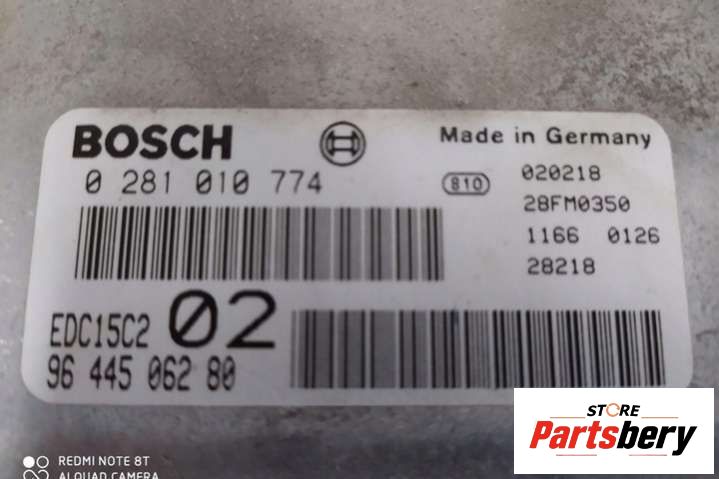 BOSCH
Made in Germany
0 281 010 774
810
020218
28FM0350
1166 0126
28218
EDC15C2 02
96 445 062 80
STORE
Partsbery
REDMI NOTE 8T
AI QUAD CAMERA